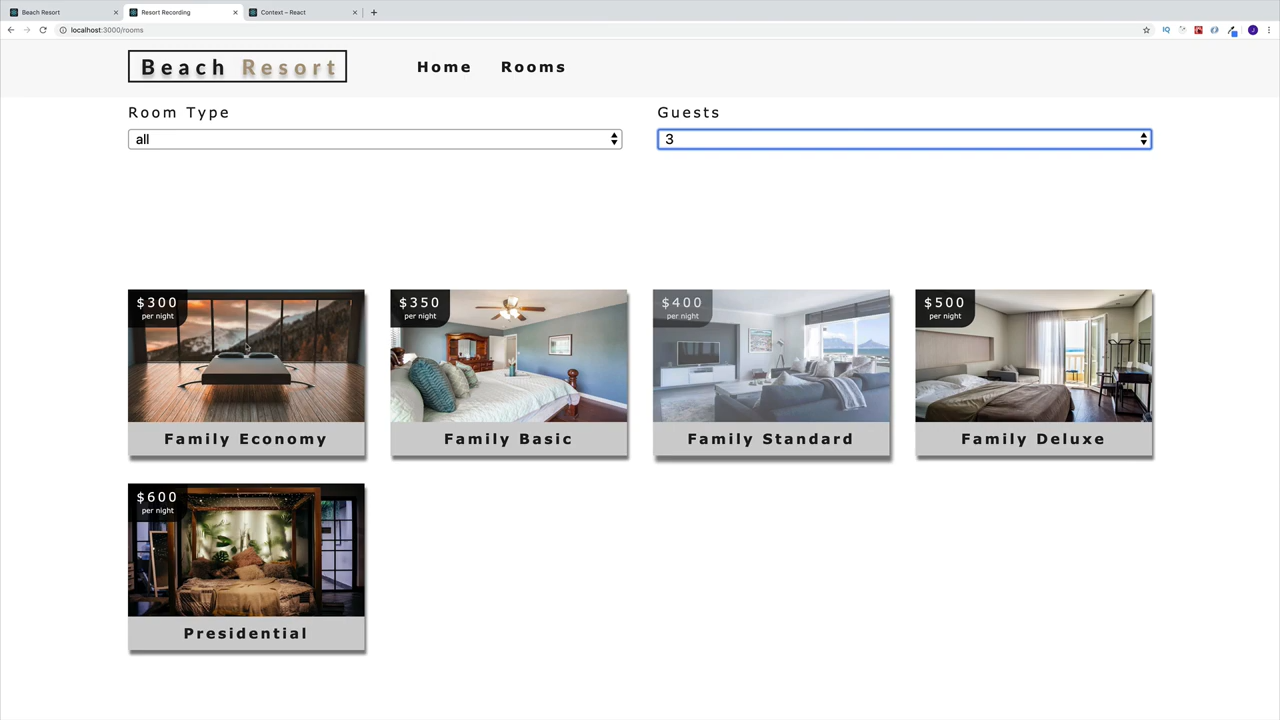 Beach Resort
Resort Recording
Context – React
localhost:3000/rooms
IQ
J
Beach Resort
Home
Rooms
Room Type
Guests
all
3
$300
per night
Family Economy
$350
per night
Family Basic
$400
per night
Family Standard
$500
per night
Family Deluxe
$600
per night
Presidential